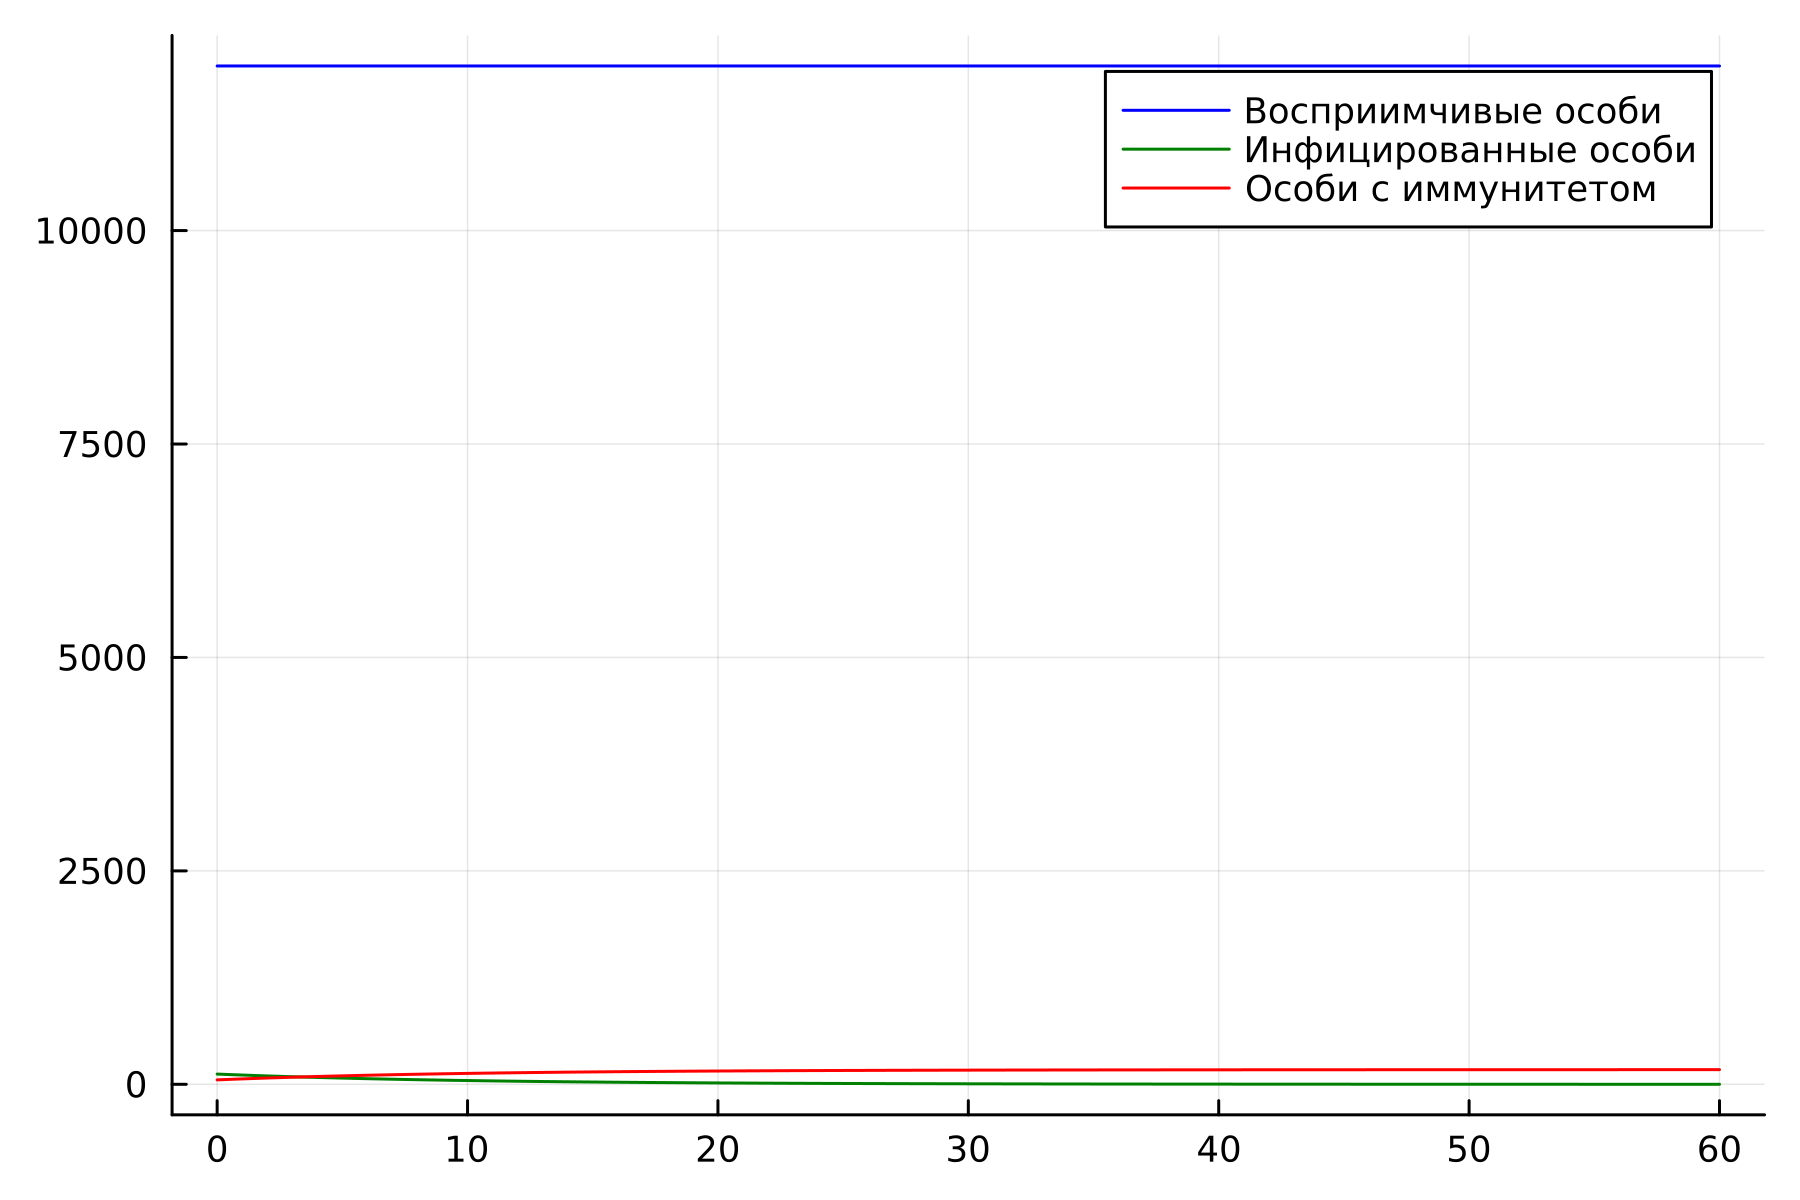 Восприимчивые особи
Инфицированные особи
Особи с иммунитетом
10000
7500
5000
2500
0
0 10 20 30 40 50 60